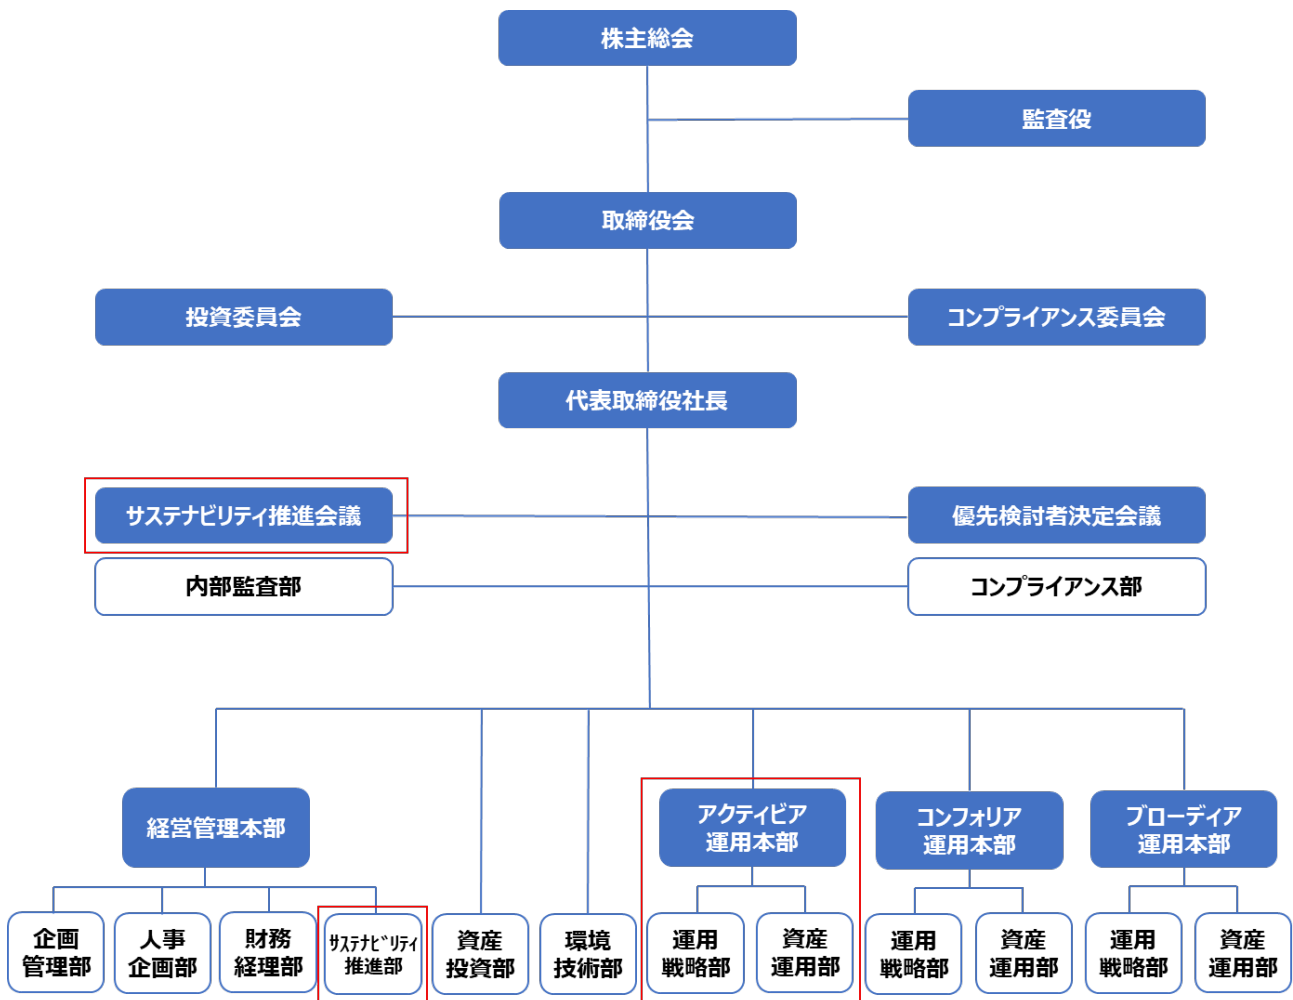 株主総会
監査役
取締役会
投資委員会
コンプライアンス委員会
代表取締役社長
サステナビリティ推進会議
優先検討者決定会議
内部監査部
コンプライアンス部
経営管理本部
アクティビア
運用本部
コンフォリア
運用本部
ブローディア
運用本部
企画
管理部
人事
企画部
財務
経理部
ｻｽﾃﾅﾋﾞﾘﾃｨ
推進部
資産
投資部
環境
技術部
運用
戦略部
資産
運用部
運用
戦略部
資産
運用部
運用
戦略部
資産
運用部